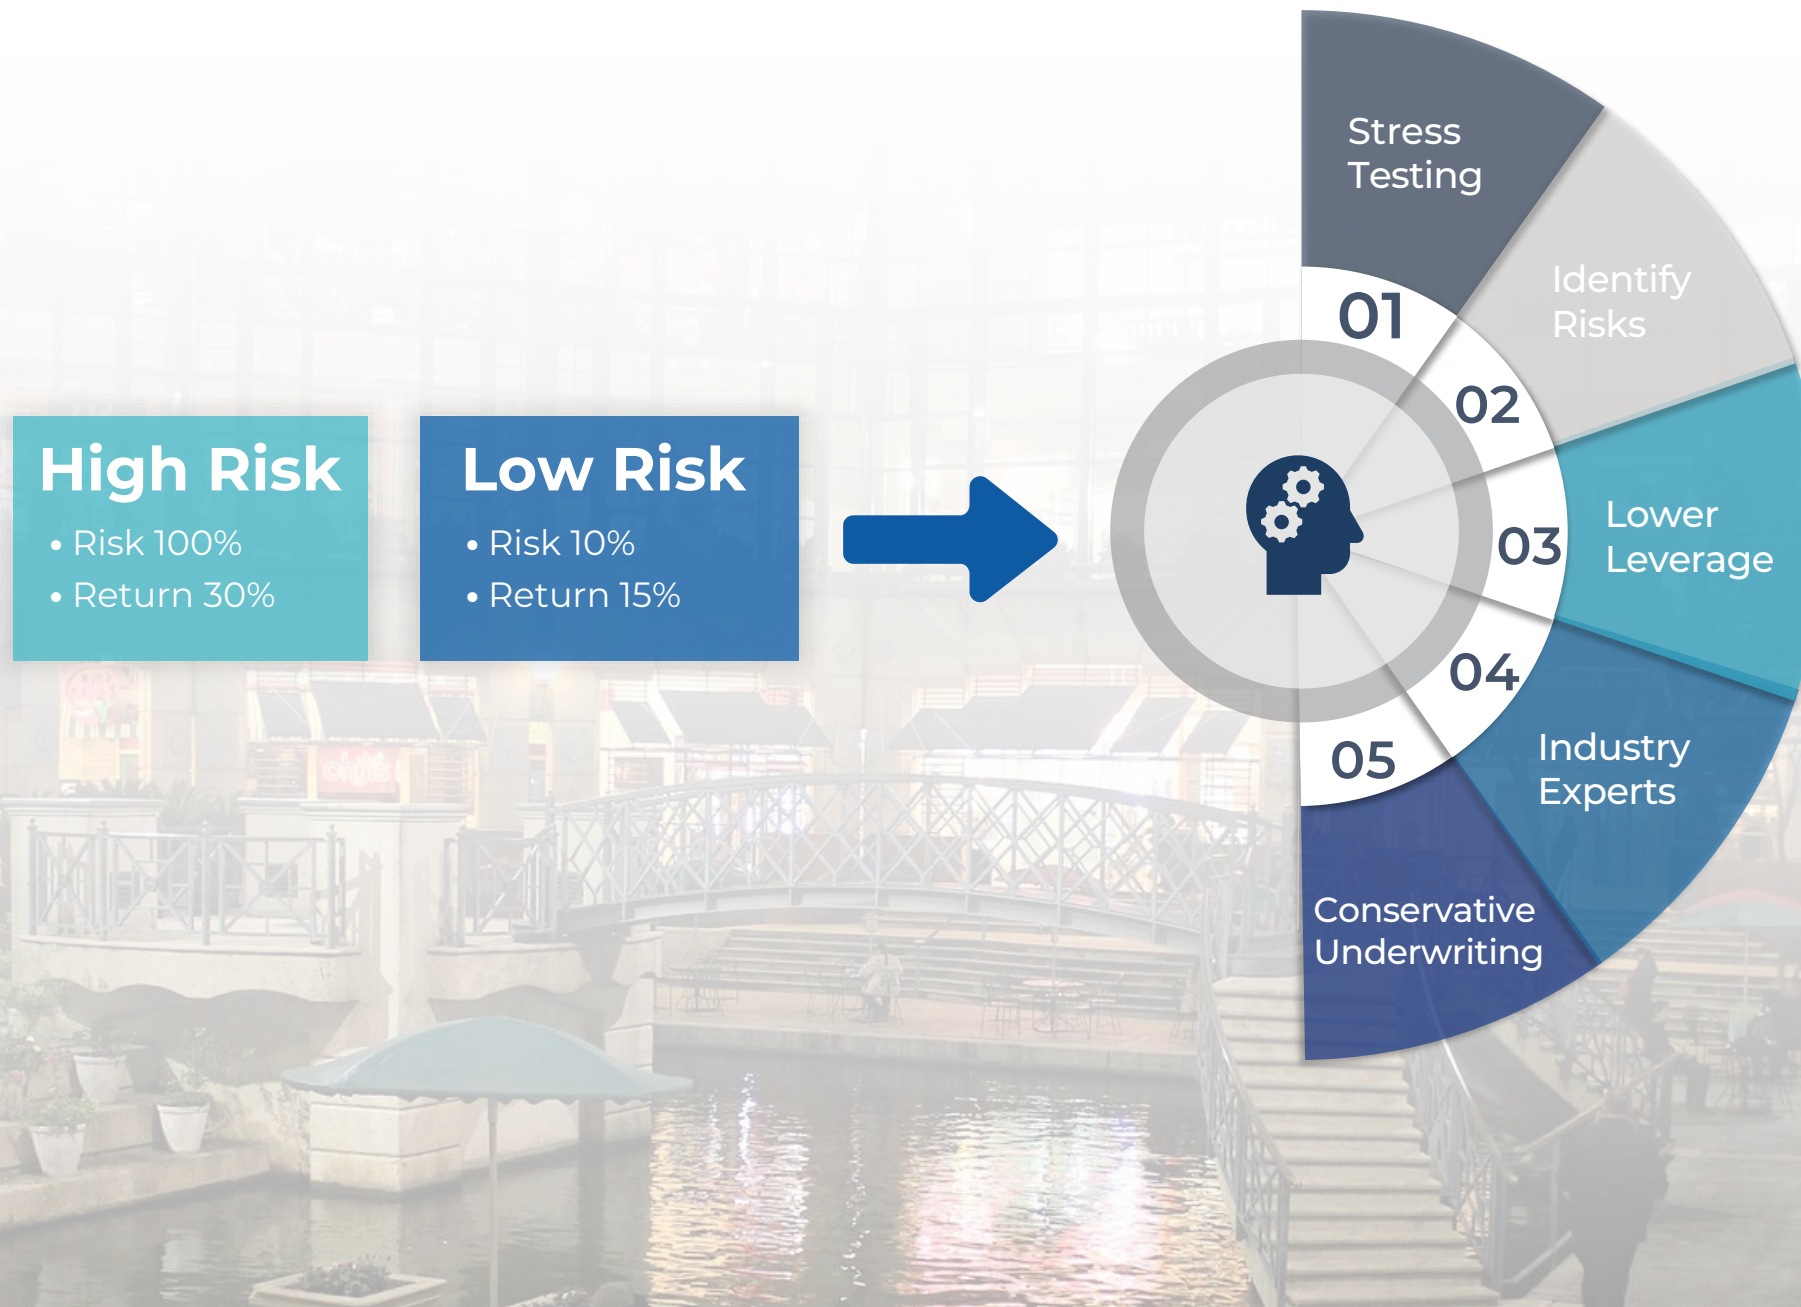 High Risk
• Risk 100%
• Return 30%
Low Risk
• Risk 10%
• Return 15%
01
Stress
Testing
02
Identify
Risks
03
Lower
Leverage
04
Industry
Experts
05
Conservative
Underwriting
chili's